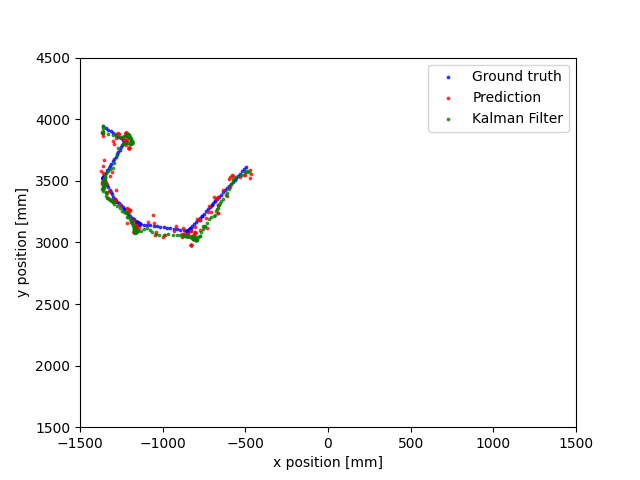 4500
4000
3500
3000
2500
2000
1500
−1500
−1000
−500
0
500
1000
1500
x position [mm]
y position [mm]
Ground truth
Prediction
Kalman Filter